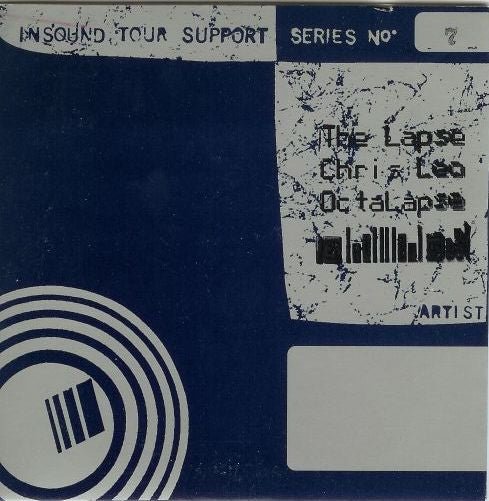 INSOUND TOUR SUPPORT SERIES NO. 7
The Lapse
Chris Leo
OctaLapse
ARTIST